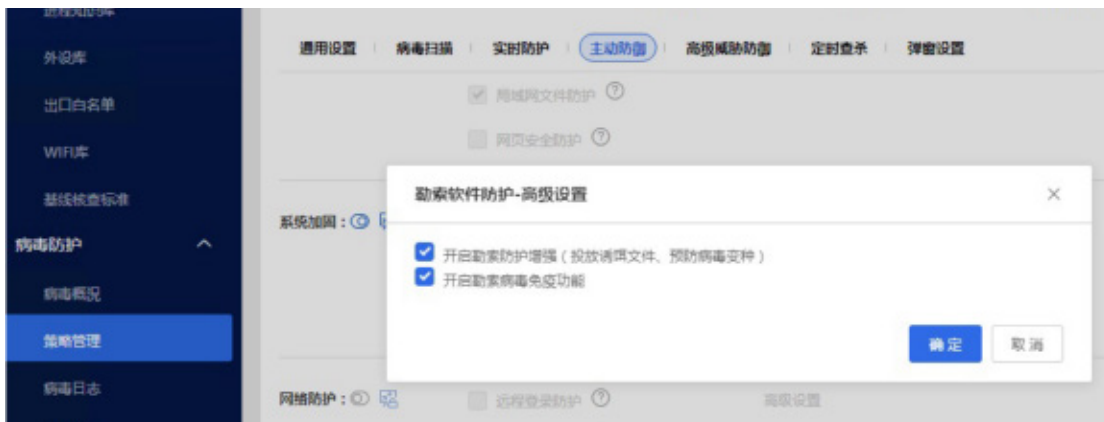 外设库
出口白名单
WIFI库
基线核查标准
病毒防护
病毒概况
策略管理
病毒日志
通用设置 病毒扫描 实时防护 主动防御 高级威胁防御 定时查杀 弹窗设置
局域网文件防护
网页安全防护
勒索软件防护-高级设置
系统加固：
开启勒索防护增强（投放诱饵文件、预防病毒变种）
开启勒索病毒免疫功能
确定 取消
网络防护： 远程登录防护 高级设置